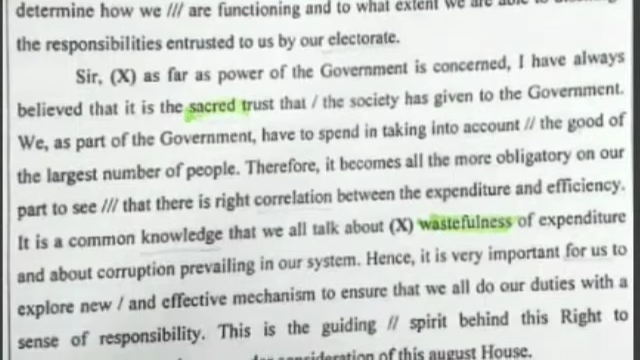 determine how we /// are functioning and to what extent we are able to
the responsibilities entrusted to us by our electorate.
Sir, (X) as far as power of the Government is concerned, I have always
believed that it is the sacred trust that / the society has given to the Government.
We, as part of the Government, have to spend in taking into account // the good of
the largest number of people. Therefore, it becomes all the more obligatory on our
part to see /// that there is right correlation between the expenditure and efficiency.
It is a common knowledge that we all talk about (X) wastefulness of expenditure
and about corruption prevailing in our system. Hence, it is very important for us to
explore new / and effective mechanism to ensure that we all do our duties with a
sense of responsibility. This is the guiding // spirit behind this Right to
consideration of this august House.